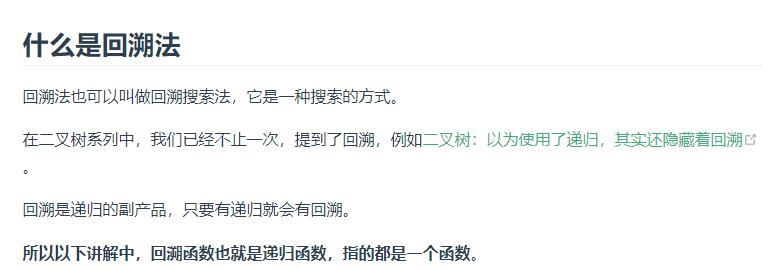 什么是回溯法
回溯法也可以叫做回溯搜索法，它是一种搜索的方式。
在二叉树系列中，我们已经不止一次，提到了回溯，例如二叉树：以为使用了递归，其实还隐藏着回溯
。
回溯是递归的副产品，只要有递归就会有回溯。
所以以下讲解中，回溯函数也就是递归函数，指的都是一个函数。